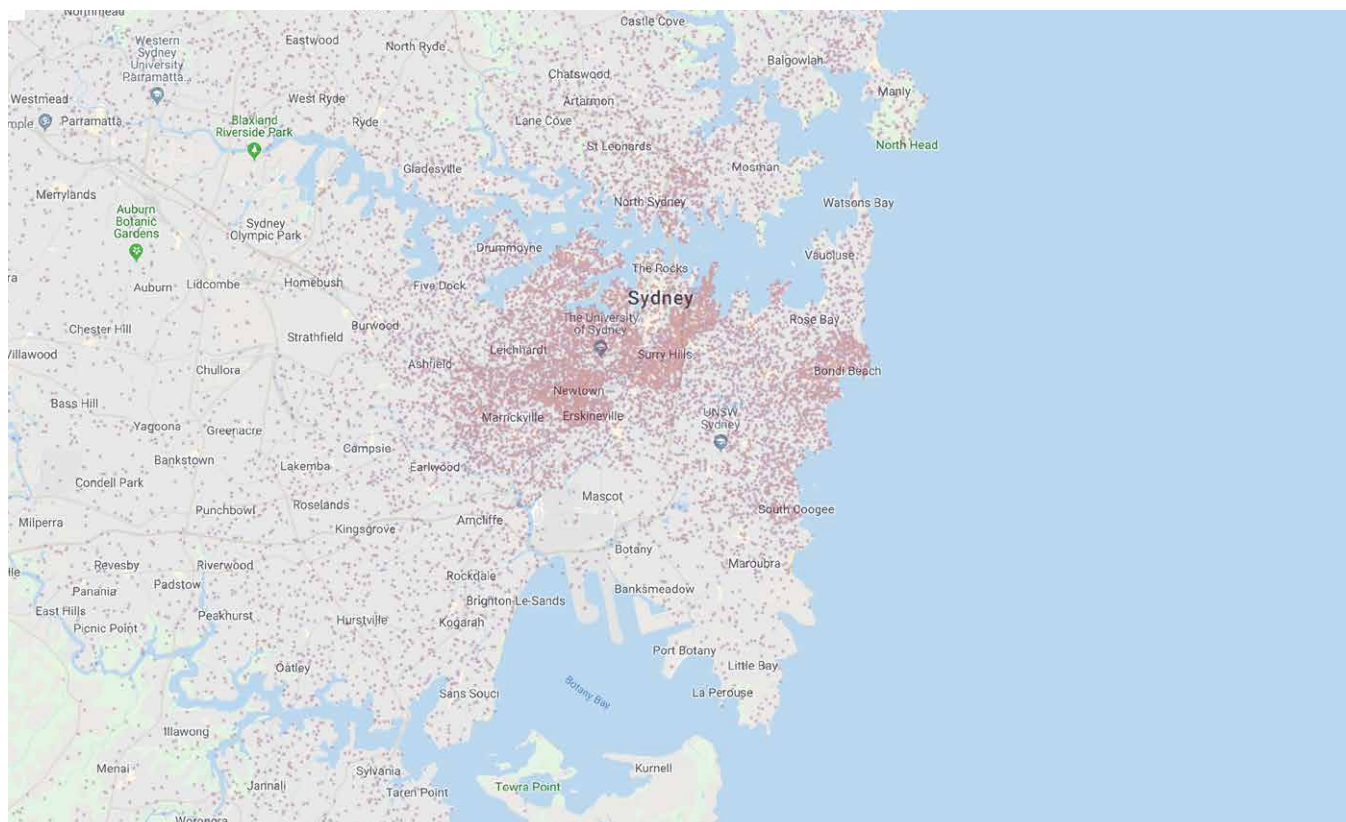 Northmead
Castle Cove
Western
Sydney
University
Parramatta...
Eastwood
North Ryde
Balgowlah
Chatswood
Manly
Westmead
West Ryde
Artarmon
mple
Parramatta
Blaxland
Riverside Park
Ryde
Lane Cove
St Leonards
North Head
Gladesville
Mosman
Merrylands
North Sydney
Watsons Bay
Auburn
Botanic
Gardens
Sydney
Olympic Park
Drummoyne
Vaucluse
The Rocks
ra
Auburn
Lidcombe
Homebush
Five Dock
Sydney
Chester Hill
Burwood
The University
of Sydney
Rose Bay
Strathfield
Villawood
Leichhardt
Surry Hills
Chullora
Ashfield
Bondi Beach
Bass Hill
Newtown
Yagoona
Greenacre
Marrickville
Erskineville
UNSW
Sydney
Campsie
Bankstown
Lakemba
Earlwood
Condell Park
Mascot
Punchbowl
Roselands
South Coogee
Milperra
Kingsgrove
Arncliffe
Botany
Revesby
Riverwood
Maroubra
lle
Panania
Padstow
Rockdale
Banksmeadow
East Hills
Brighton-Le-Sands
Picnic Point
Peakhurst
Hurstville
Kogarah
Port Botany
Oatley
Little Bay
Sans Souci
Botany Bay
La Perouse
Illawong
Menai
Sylvania
Kurnell
Jannali
Taren Point
Towra Point
Woronora